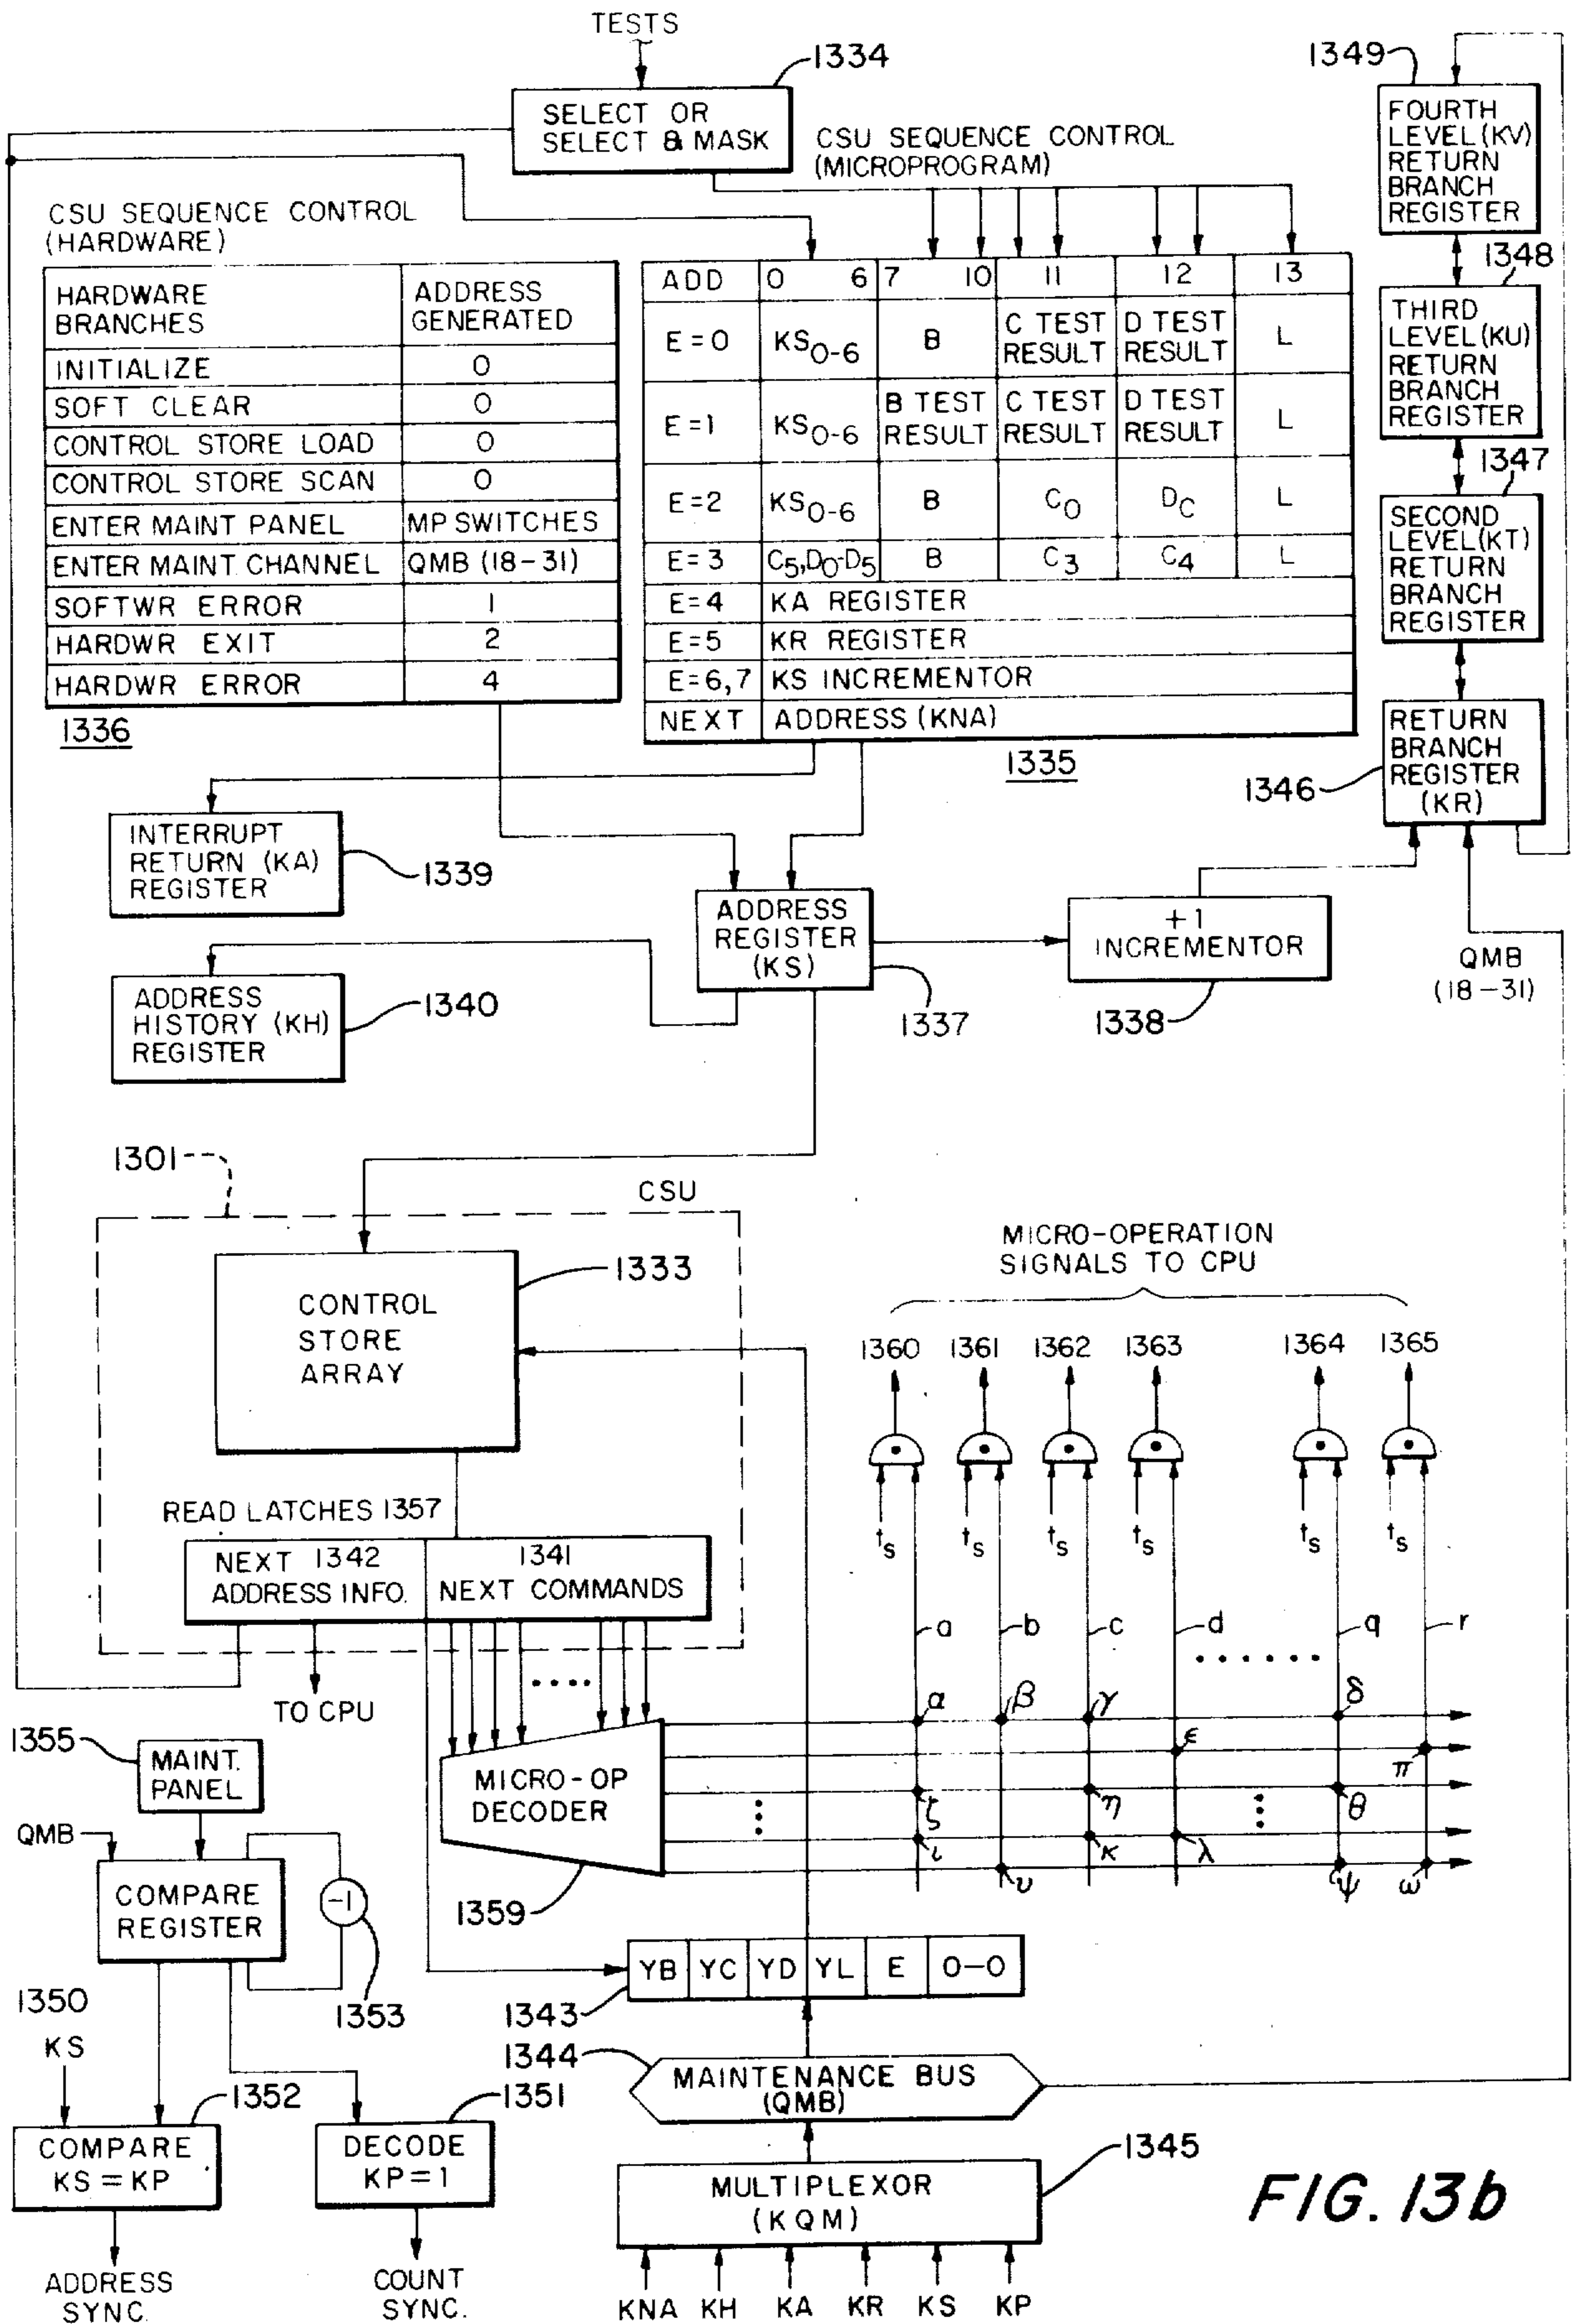 TESTS
1334
SELECT OR
SELECT & MASK
CSU SEQUENCE CONTROL
(MICROPROGRAM)
1349
FOURTH
LEVEL (KV)
RETURN
BRANCH
REGISTER
1348
THIRD
LEVEL (KU)
RETURN
BRANCH
REGISTER
1347
SECOND
LEVEL (KT)
RETURN
BRANCH
REGISTER
RETURN
BRANCH
REGISTER
(KR)
1346
QMB
(18-31)
CSU SEQUENCE CONTROL
(HARDWARE)
HARDWARE BRANCHES ADDRESS GENERATED
INITIALIZE 0
SOFT CLEAR 0
CONTROL STORE LOAD 0
CONTROL STORE SCAN 0
ENTER MAINT PANEL MP SWITCHES
ENTER MAINT. CHANNEL QMB (18-31)
SOFTWR ERROR 1
HARDWR EXIT 2
HARDWR ERROR 4
1336
ADD 0 6 7 10 11 12 13
E=0 KS0-6 B C TEST RESULT D TEST RESULT L
E=1 KS0-6 B TEST RESULT C TEST RESULT D TEST RESULT L
E=2 KS0-6 B C0 DC L
E=3 C5,D0-D5 B C3 C4 L
E=4 KA REGISTER
E=5 KR REGISTER
E=6,7 KS INCREMENTOR
NEXT ADDRESS (KNA)
1335
INTERRUPT
RETURN (KA)
REGISTER
1339
ADDRESS
REGISTER
(KS)
1337
+1
INCREMENTOR
1338
ADDRESS
HISTORY (KH)
REGISTER
1340
1301
CSU
CONTROL
STORE
ARRAY
1333
READ LATCHES 1357
NEXT 1342
ADDRESS INFO.
1341
NEXT COMMANDS
TO CPU
MICRO-OPERATION
SIGNALS TO CPU
1360 1361 1362 1363 1364 1365
ts ts ts ts ts ts
a b c d q r
α β γ δ
ε π
ζ η θ
ι κ λ
υ ψ ω
MICRO-OP
DECODER
1359
1355
MAINT.
PANEL
QMB
COMPARE
REGISTER
-1
1353
1350
KS
1352
COMPARE
KS = KP
ADDRESS
SYNC.
1351
DECODE
KP = 1
COUNT
SYNC.
YB YC YD YL E 0-0
1343
1344
MAINTENANCE BUS
(QMB)
1345
MULTIPLEXOR
(KQM)
KNA KH KA KR KS KP
FIG. 13b